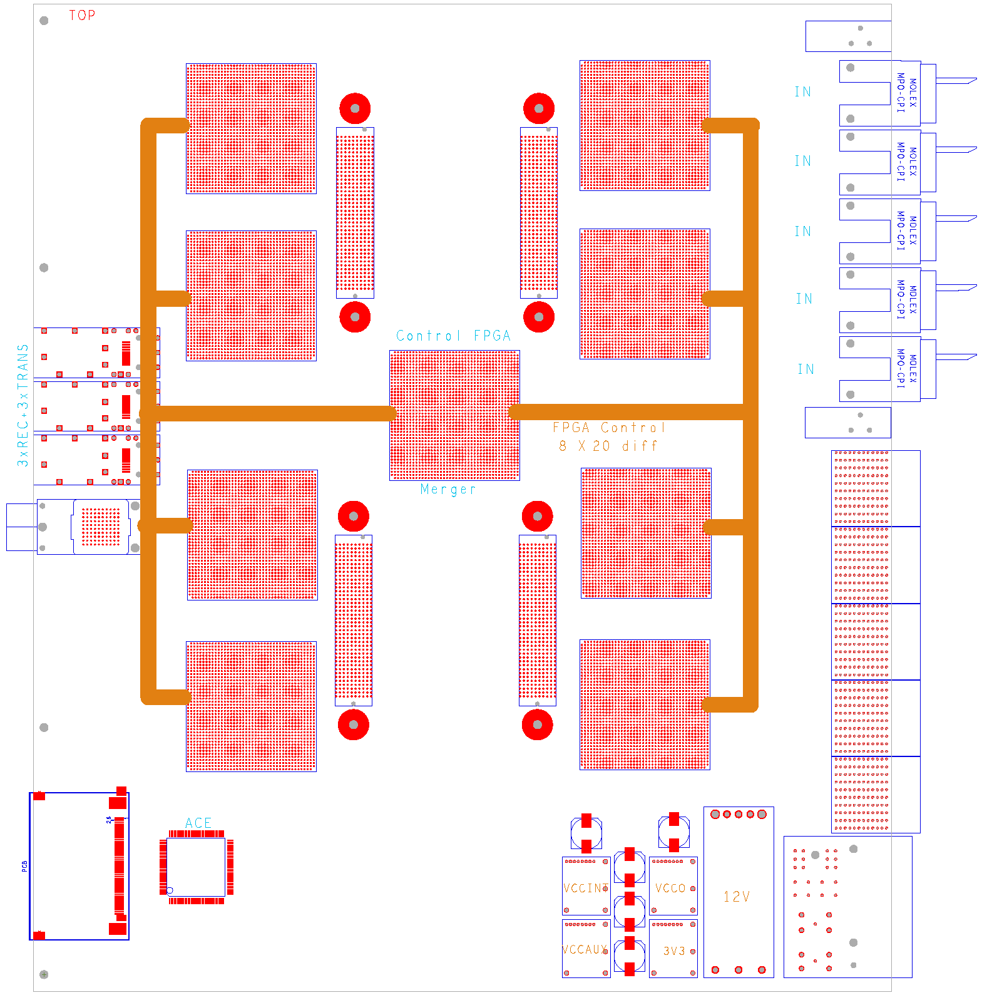 TOP
IN
MOLEX
MPO-CPI
IN
MOLEX
MPO-CPI
IN
MOLEX
MPO-CPI
IN
MOLEX
MPO-CPI
IN
MOLEX
MPO-CPI
Control FPGA
3xREC+3xTRANS
FPGA Control
8 X 20 diff
Merger
ACE
PCB
VCCINT
VCCO
12V
VCCAUX
3V3